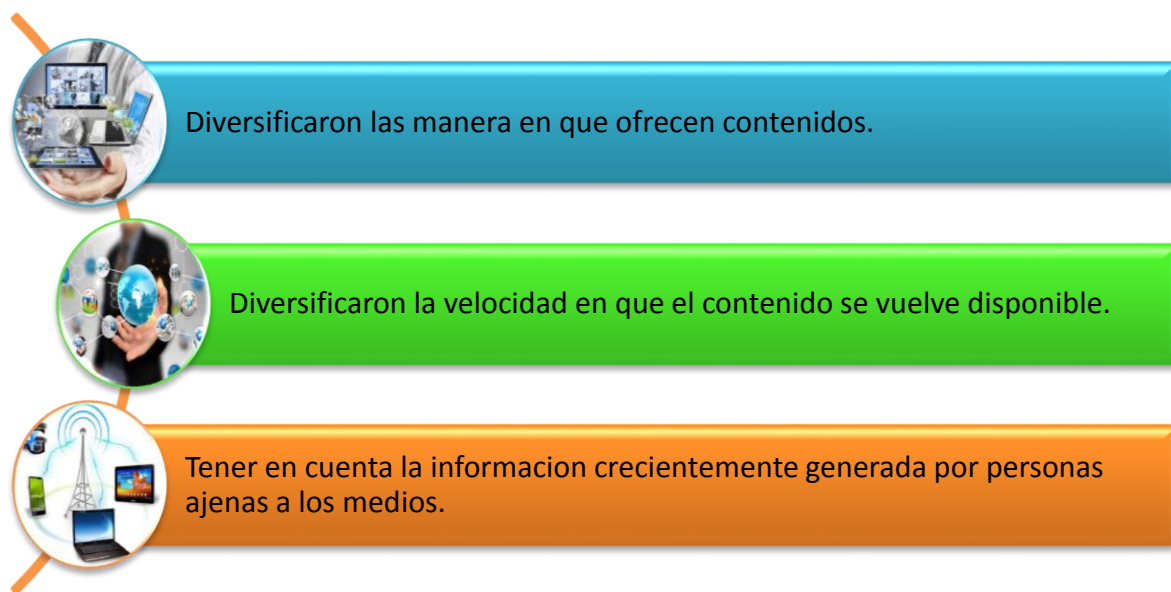 Diversificaron las manera en que ofrecen contenidos.
Diversificaron la velocidad en que el contenido se vuelve disponible.
Tener en cuenta la informacion crecientemente generada por personas
ajenas a los medios.